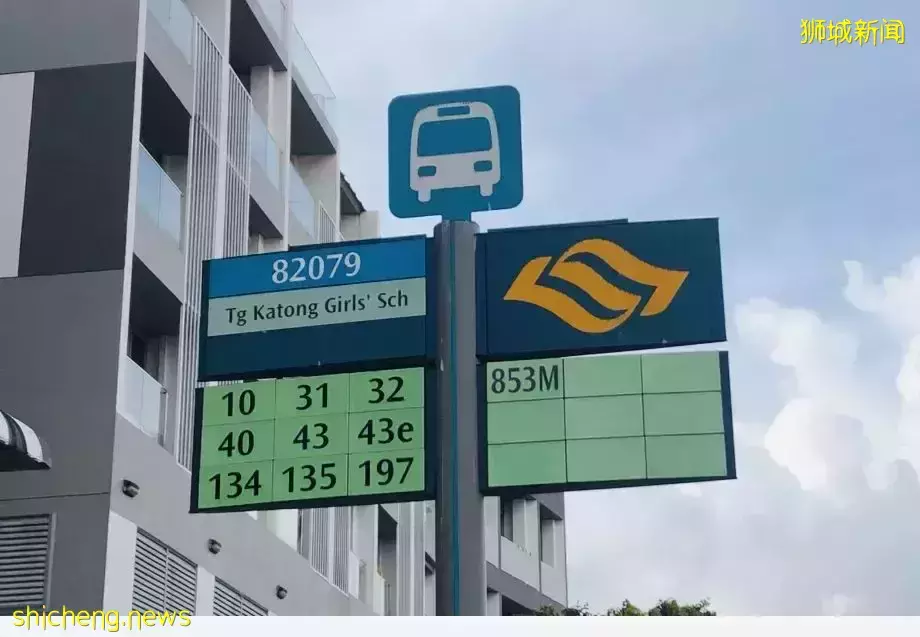 狮城新闻
82079
Tg Katong Girls' Sch
10 31 32
40 43 43e
134 135 197
853M
shicheng.news